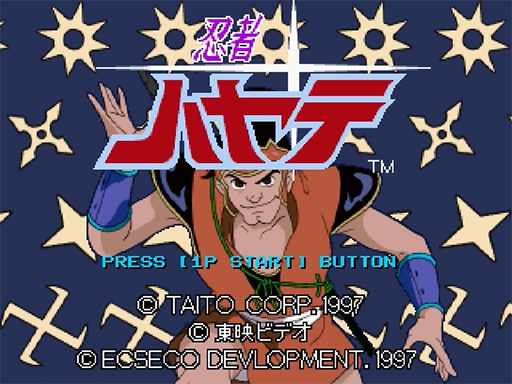 忍者
ハヤテ
TM
PRESS [1P START] BUTTON
© TAITO CORP. 1997
© 東映ビデオ
© ECSECO DEVLOPMENT. 1997